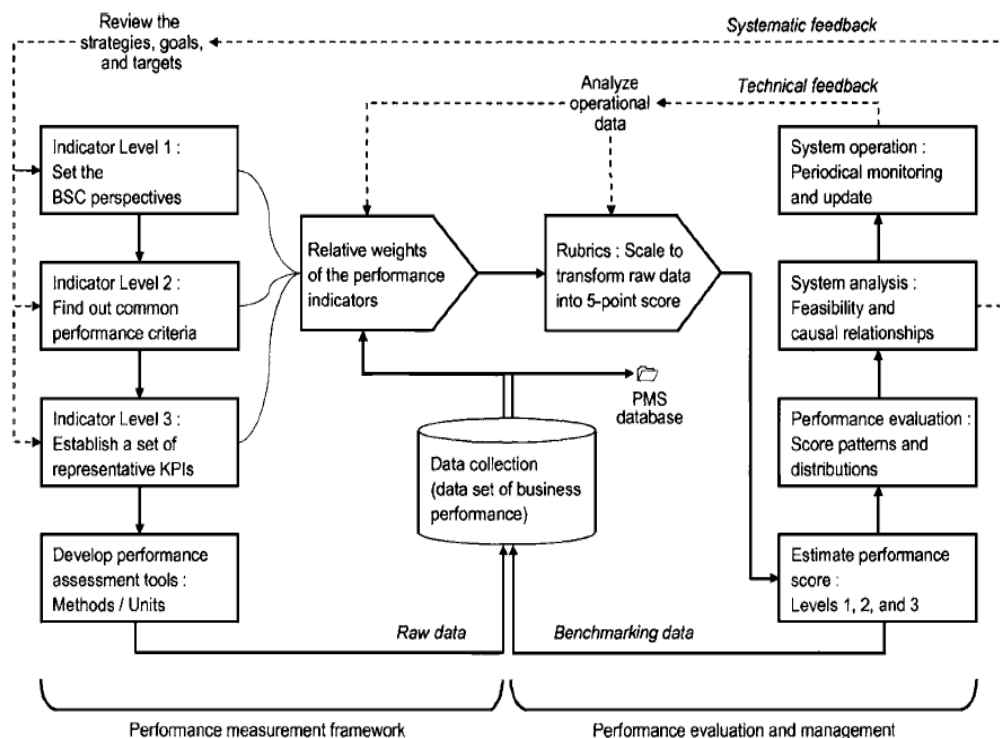 Review the
strategies, goals,
and targets
Systematic feedback
Analyze
operational
data
Technical feedback
Indicator Level 1 :
Set the
BSC perspectives
Indicator Level 2 :
Find out common
performance criteria
Indicator Level 3 :
Establish a set of
representative KPIs
Develop performance
assessment tools :
Methods / Units
Relative weights
of the performance
indicators
Rubrics : Scale to
transform raw data
into 5-point score
PMS
database
Data collection
(data set of business
performance)
System operation :
Periodical monitoring
and update
System analysis :
Feasibility and
causal relationships
Performance evaluation :
Score patterns and
distributions
Estimate performance
score :
Levels 1, 2, and 3
Raw data
Benchmarking data
Performance measurement framework
Performance evaluation and management